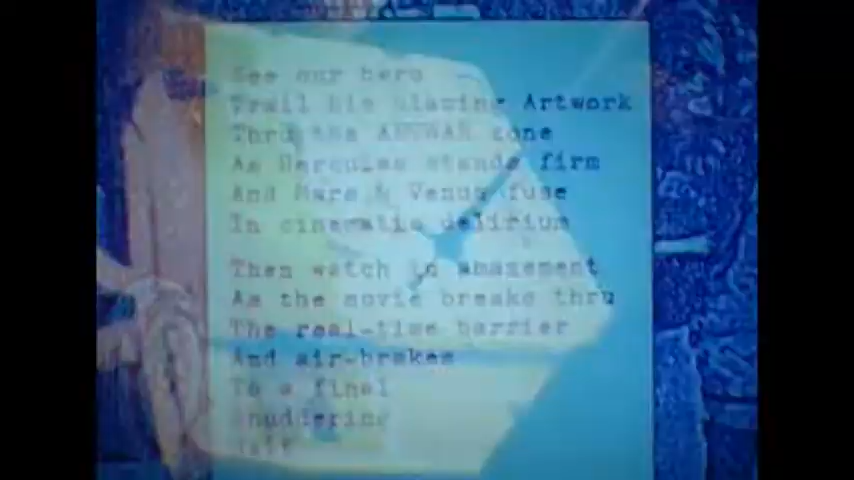 See our hero -
Trail his blazing Artwork
Thru the ARTWAR zone
As Hercules stands firm
And Mars & Venus fuse
In cinematic delirium
Then watch in amazement
As the movie breaks thru
The real-time barrier
And air-brakes
To a final
Shuddering
Halt